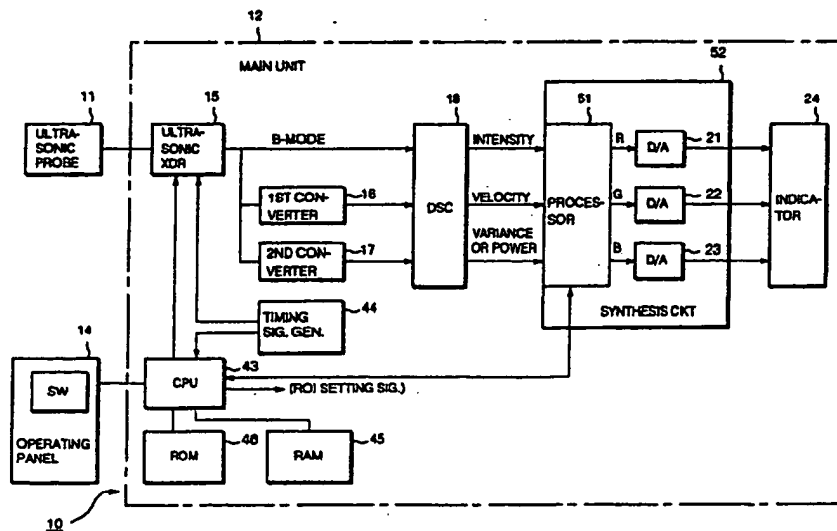 12
52
MAIN UNIT
11
15
18
51
24
ULTRA-
SONIC
PROBE
ULTRA-
SONIC
XDR
B-MODE
DSC
INTENSITY
VELOCITY
VARIANCE
OR POWER
PROCES-
SOR
R
D/A
21
G
D/A
22
B
D/A
23
INDICA-
TOR
1ST CON-
VERTER
16
2ND CON-
VERTER
17
SYNTHESIS CKT
TIMING
SIG. GEN.
44
14
SW
OPERATING
PANEL
CPU
43
(ROI SETTING SIG.)
ROM
46
RAM
45
10